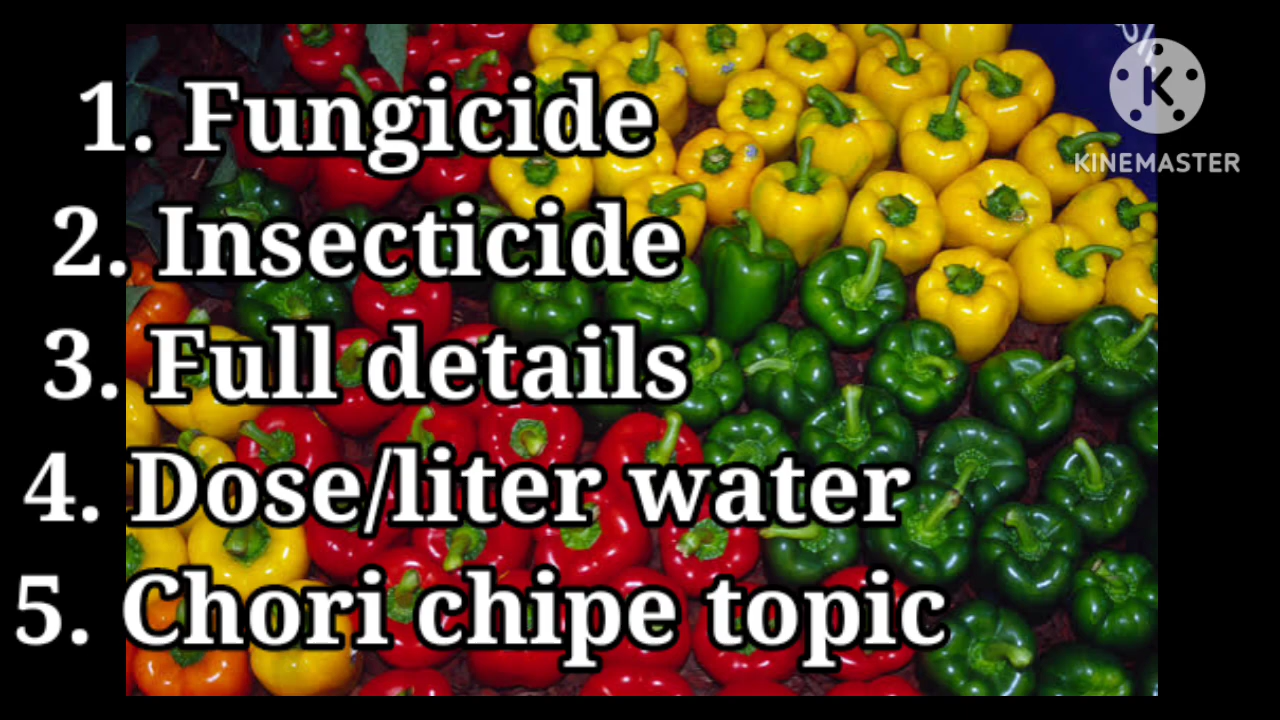 1. Fungicide
2. Insecticide
3. Full details
4. Dose/liter water
5. Chori chipe topic
KINEMASTER